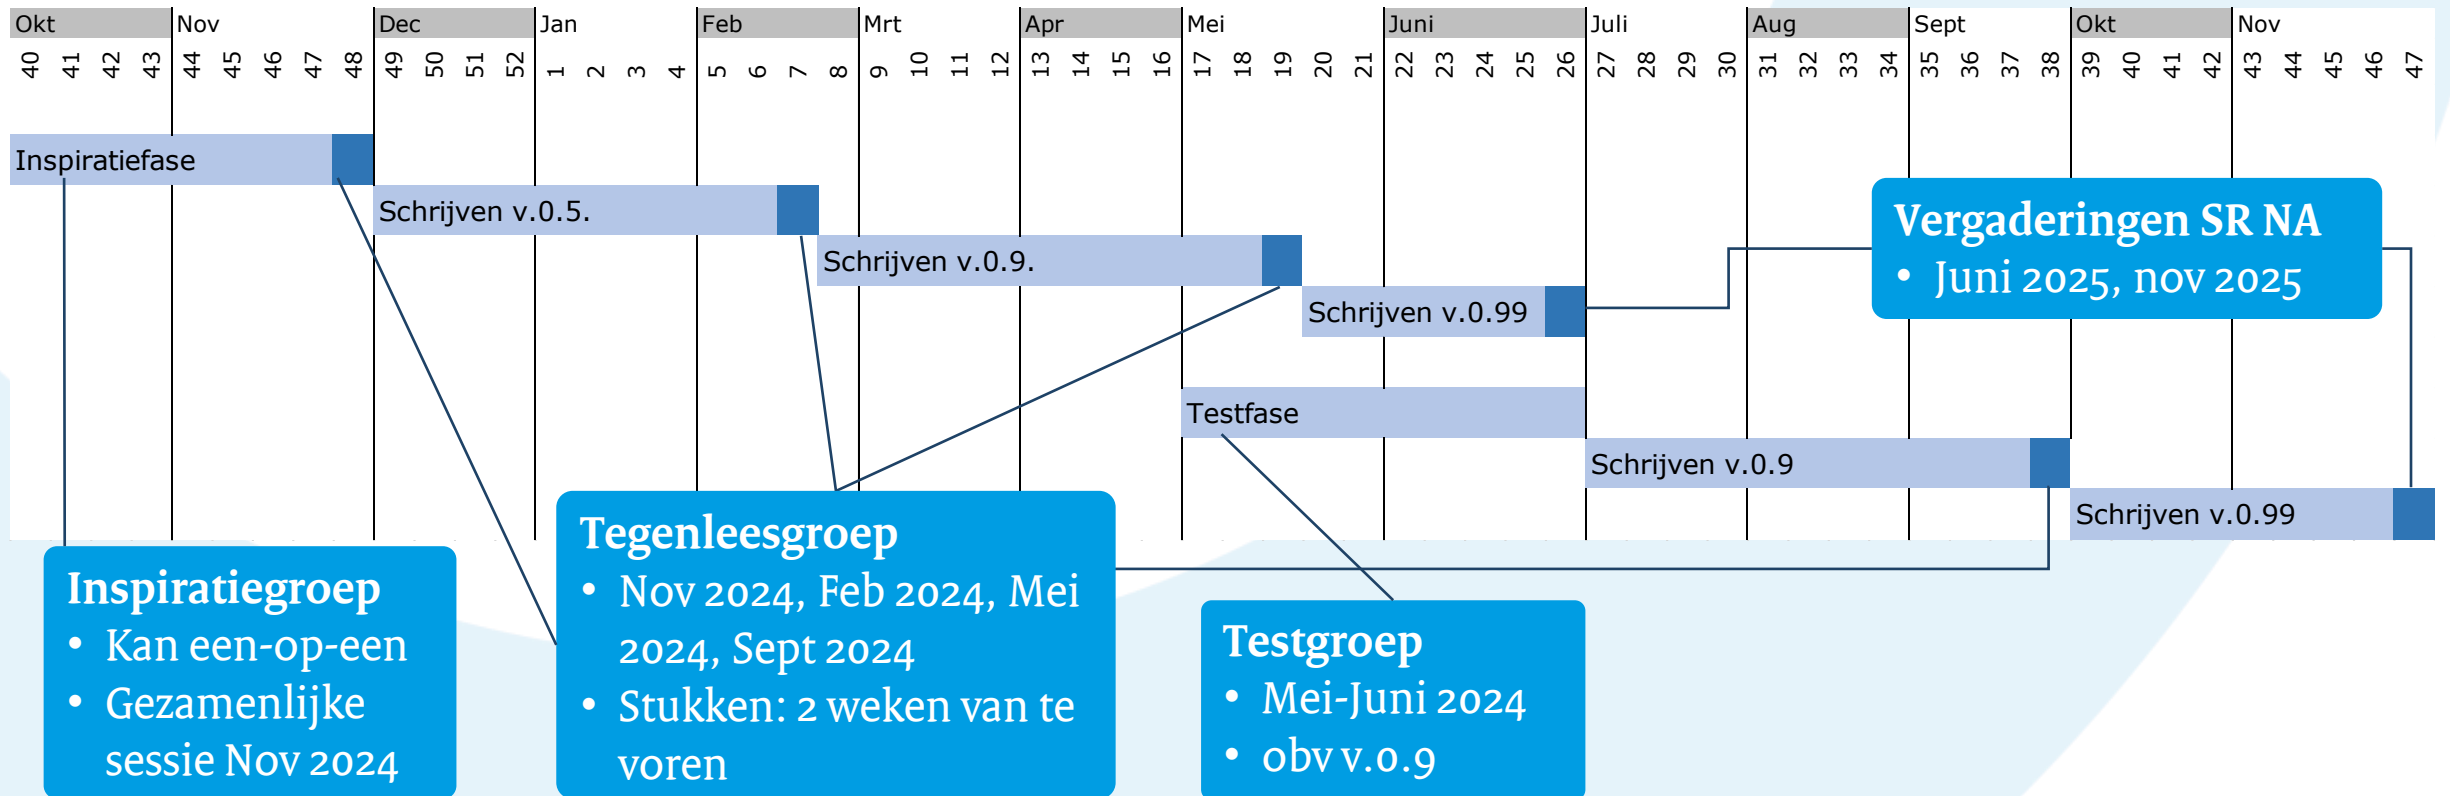 Okt Nov Dec Jan Feb Mrt Apr Mei Juni Juli Aug Sept Okt Nov
40 41 42 43 44 45 46 47 48 49 50 51 52 1 2 3 4 5 6 7 8 9 10 11 12 13 14 15 16 17 18 19 20 21 22 23 24 25 26 27 28 29 30 31 32 33 34 35 36 37 38 39 40 41 42 43 44 45 46 47
Inspiratiefase
Schrijven v.0.5.
Schrijven v.0.9.
Schrijven v.0.99
Vergaderingen SR NA
• Juni 2025, nov 2025
Testfase
Schrijven v.0.9
Schrijven v.0.99
Inspiratiegroep
• Kan een-op-een
• Gezamenlijke
sessie Nov 2024
Tegenleesgroep
• Nov 2024, Feb 2024, Mei
2024, Sept 2024
• Stukken: 2 weken van te
voren
Testgroep
• Mei-Juni 2024
• obv v.0.9